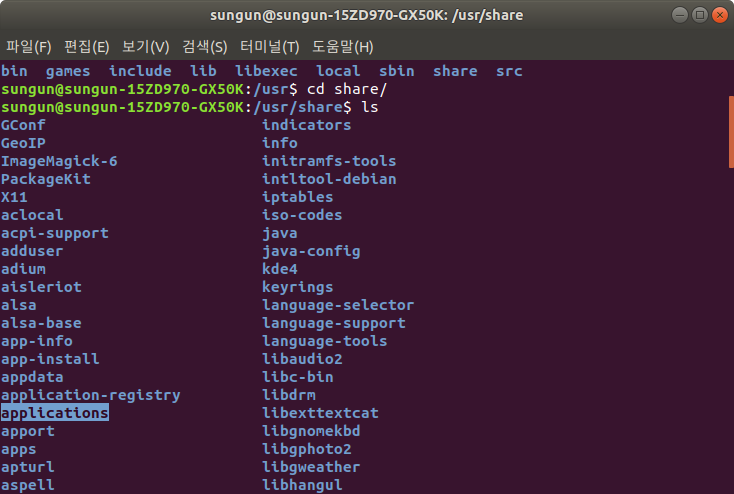 sungun@sungun-15ZD970-GX50K: /usr/share
파일(F) 편집(E) 보기(V) 검색(S) 터미널(T) 도움말(H)
bin games include lib libexec local sbin share src
sungun@sungun-15ZD970-GX50K:/usr$ cd share/
sungun@sungun-15ZD970-GX50K:/usr/share$ ls
GConf indicators
GeoIP info
ImageMagick-6 initramfs-tools
PackageKit intltool-debian
X11 iptables
aclocal iso-codes
acpi-support java
adduser java-config
adium kde4
aisleriot keyrings
alsa language-selector
alsa-base language-support
app-info language-tools
app-install libaudio2
appdata libc-bin
application-registry libdrm
applications libexttextcat
apport libgnomekbd
apps libgphoto2
apturl libgweather
aspell libhangul